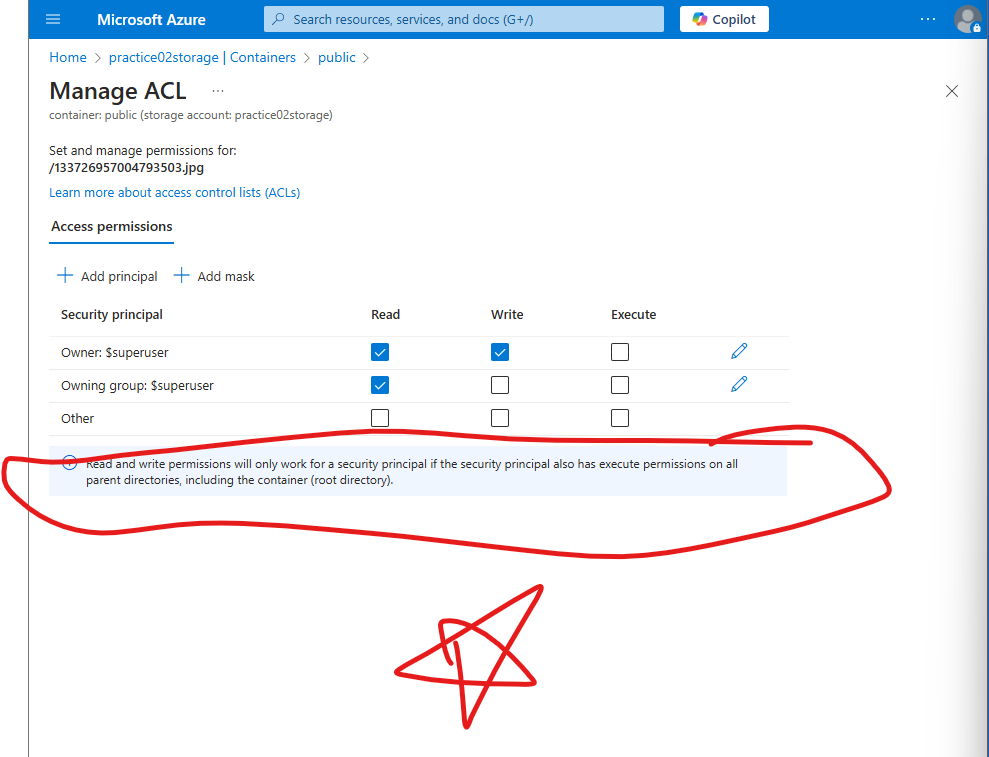 Microsoft Azure
Search resources, services, and docs (G+/)
Copilot
Home > practice02storage | Containers > public >
Manage ACL
container: public (storage account: practice02storage)
Set and manage permissions for:
/133726957004793503.jpg
Learn more about access control lists (ACLs)
Access permissions
+ Add principal + Add mask
Security principal Read Write Execute
Owner: $superuser
Owning group: $superuser
Other
Read and write permissions will only work for a security principal if the security principal also has execute permissions on all
parent directories, including the container (root directory).